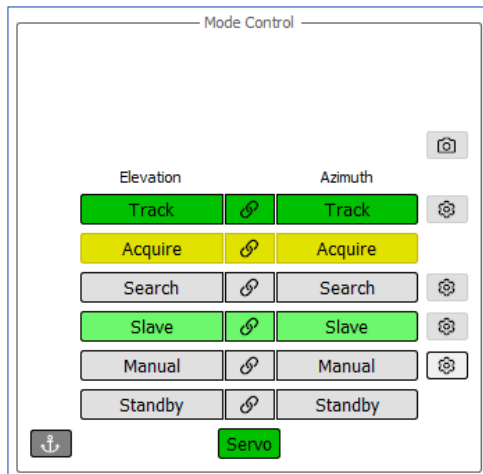 Mode Control
Elevation Azimuth
Track Track
Acquire Acquire
Search Search
Slave Slave
Manual Manual
Standby Standby
Servo